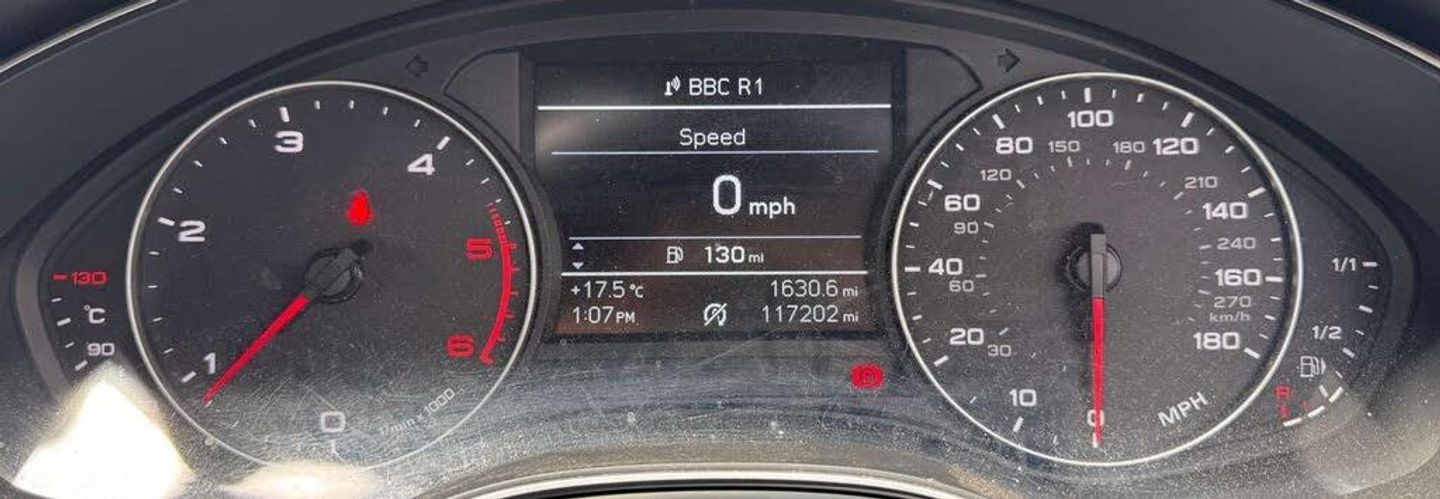 BBC R1
Speed
0 mph
130 mi
+17.5 °C 1630.6 mi
1:07 PM 117202 mi
130
°C
90
0
1
2
3
4
5
6
1/min x 1000
0
10
20
40
60
80
100
120
140
160
180
30
60
90
120
150
180
210
240
270
km/h
MPH
1/1
1/2
R
(P)